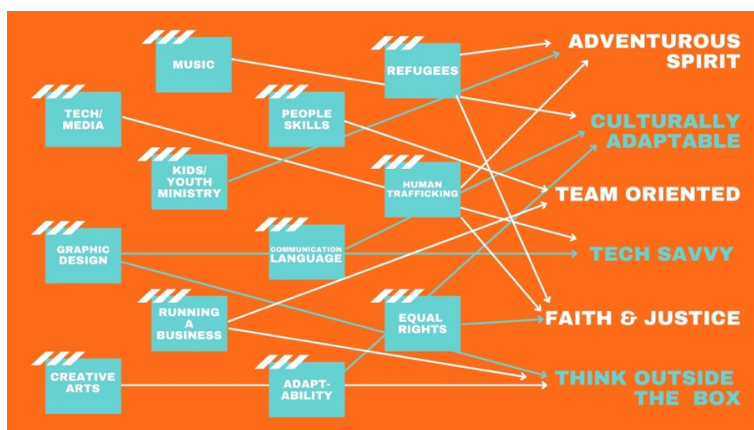 MUSIC
REFUGEES
ADVENTUROUS
SPIRIT
TECH/
MEDIA
PEOPLE
SKILLS
CULTURALLY
ADAPTABLE
KIDS/
YOUTH
MINISTRY
HUMAN
TRAFFICKING
TEAM ORIENTED
GRAPHIC
DESIGN
COMMUNICATION
LANGUAGE
TECH SAVVY
RUNNING
A
BUSINESS
EQUAL
RIGHTS
FAITH & JUSTICE
CREATIVE
ARTS
ADAPT-
ABILITY
THINK OUTSIDE
THE BOX